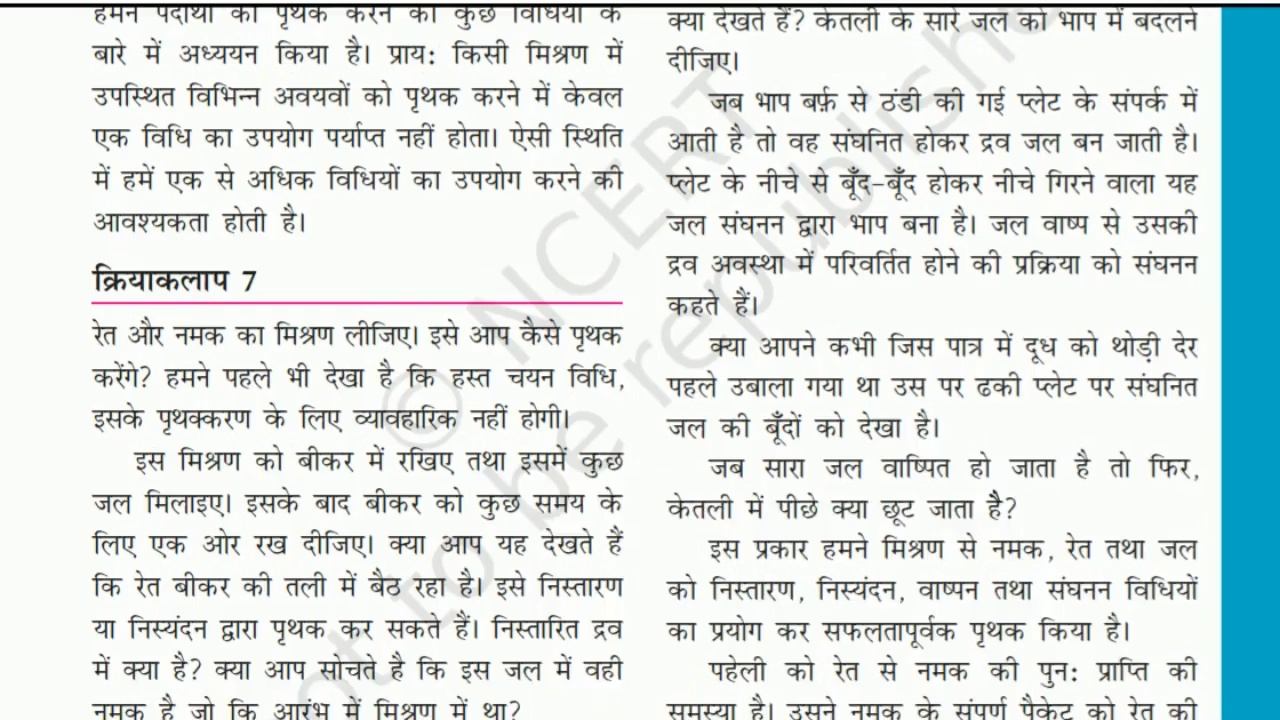 हमने पदार्थों को पृथक करने की कुछ विधियों के
बारे में अध्ययन किया है। प्राय: किसी मिश्रण में
उपस्थित विभिन्न अवयवों को पृथक करने में केवल
एक विधि का उपयोग पर्याप्त नहीं होता। ऐसी स्थिति
में हमें एक से अधिक विधियों का उपयोग करने की
आवश्यकता होती है।
क्रियाकलाप 7
रेत और नमक का मिश्रण लीजिए। इसे आप कैसे पृथक
करेंगे? हमने पहले भी देखा है कि हस्त चयन विधि,
इसके पृथक्करण के लिए व्यावहारिक नहीं होगी।
इस मिश्रण को बीकर में रखिए तथा इसमें कुछ
जल मिलाइए। इसके बाद बीकर को कुछ समय के
लिए एक ओर रख दीजिए। क्या आप यह देखते हैं
कि रेत बीकर की तली में बैठ रहा है। इसे निस्तारण
या निस्यंदन द्वारा पृथक कर सकते हैं। निस्तारित द्रव
में क्या है? क्या आप सोचते है कि इस जल में वही
नमक है जो कि आरंभ में मिश्रण में था?
क्या देखते हैं? केतली के सारे जल को भाप में बदलने
दीजिए।
जब भाप बर्फ़ से ठंडी की गई प्लेट के संपर्क में
आती है तो वह संघनित होकर द्रव जल बन जाती है।
प्लेट के नीचे से बूँद-बूँद होकर नीचे गिरने वाला यह
जल संघनन द्वारा भाप बना है। जल वाष्प से उसकी
द्रव अवस्था में परिवर्तित होने की प्रक्रिया को संघनन
कहते हैं।
क्या आपने कभी जिस पात्र में दूध को थोड़ी देर
पहले उबाला गया था उस पर ढकी प्लेट पर संघनित
जल की बूँदों को देखा है।
जब सारा जल वाष्पित हो जाता है तो फिर,
केतली में पीछे क्या छूट जाता है?
इस प्रकार हमने मिश्रण से नमक, रेत तथा जल
को निस्तारण, निस्यंदन, वाष्पन तथा संघनन विधियों
का प्रयोग कर सफलतापूर्वक पृथक किया है।
पहेली को रेत से नमक की पुन: प्राप्ति की
समस्या है। उसने नमक के संपूर्ण पैकेट को रेत की
© NCERT
not to be republished